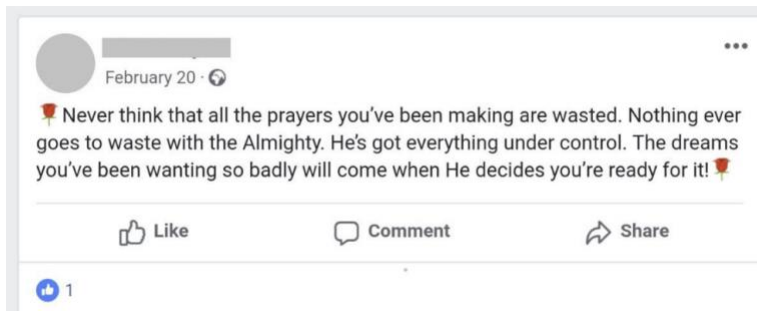 February 20 ·
🌹Never think that all the prayers you've been making are wasted. Nothing ever
goes to waste with the Almighty. He's got everything under control. The dreams
you've been wanting so badly will come when He decides you're ready for it!🌹
Like
Comment
Share
1